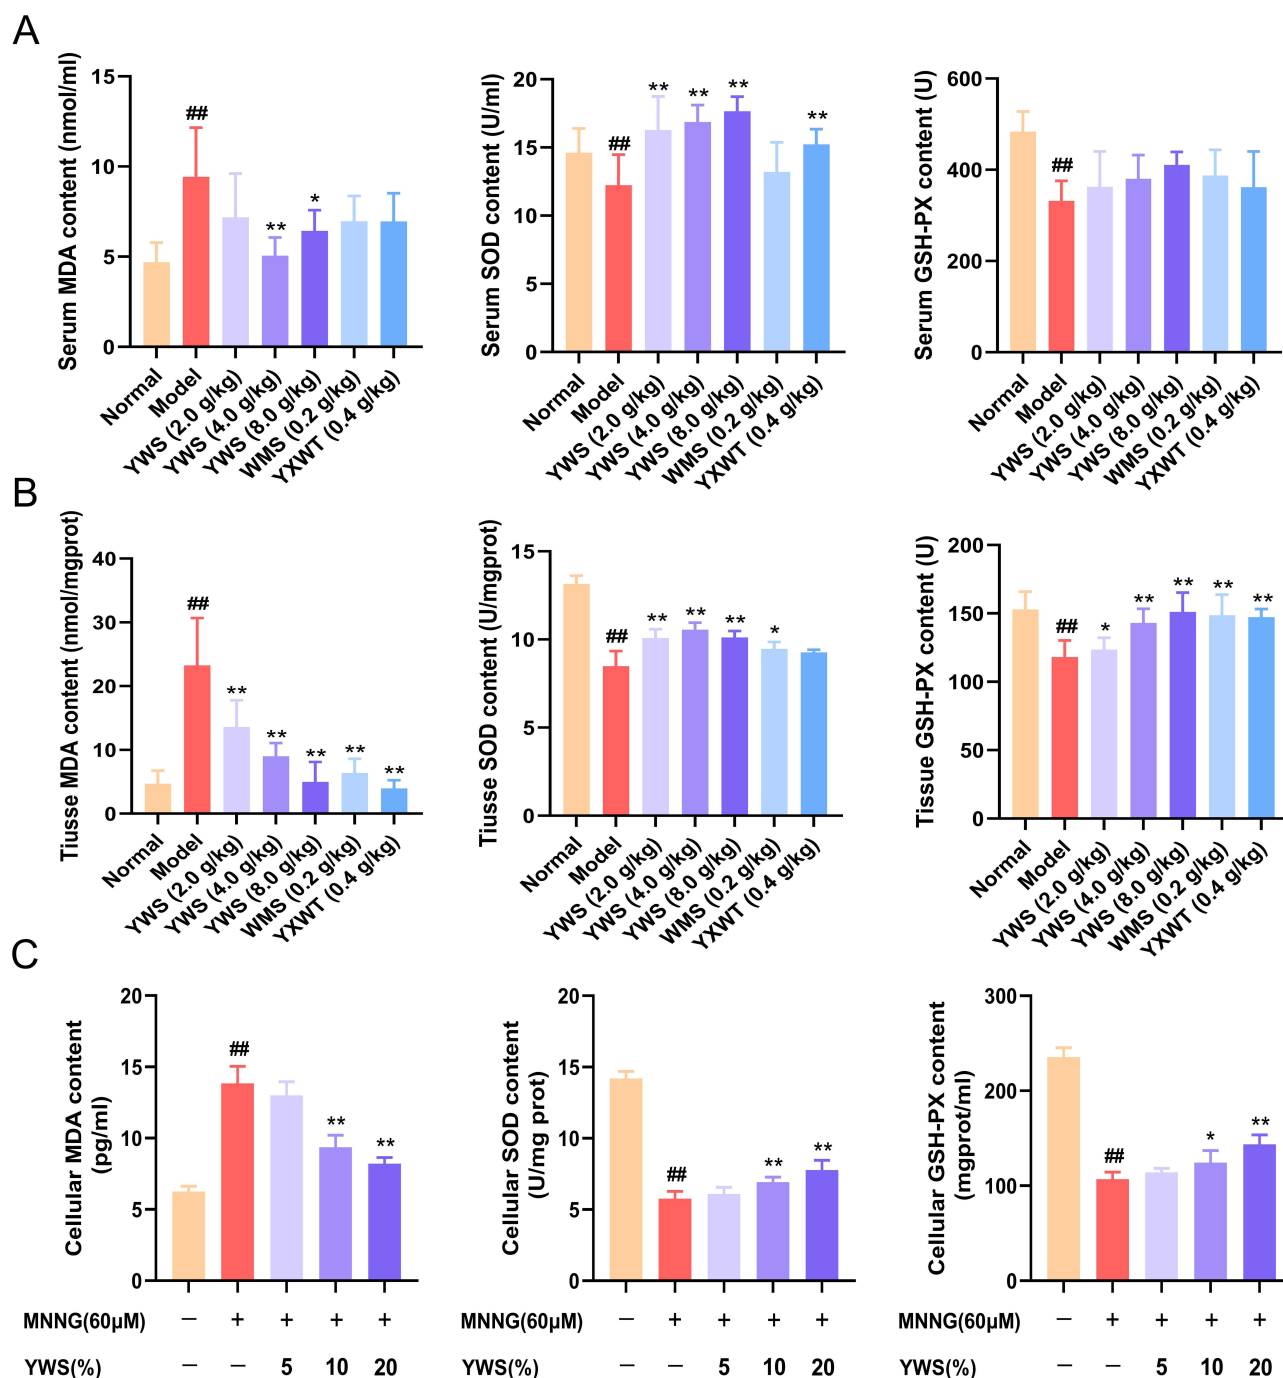 A
Serum MDA content (nmol/ml)
15
10
5
0
##
**
*
Normal
Model
YWS (2.0 g/kg)
YWS (4.0 g/kg)
YWS (8.0 g/kg)
WMS (0.2 g/kg)
YXWT (0.4 g/kg)
Serum SOD content (U/ml)
20
15
10
5
0
##
**
**
**
**
Normal
Model
YWS (2.0 g/kg)
YWS (4.0 g/kg)
YWS (8.0 g/kg)
WMS (0.2 g/kg)
YXWT (0.4 g/kg)
Serum GSH-PX content (U)
600
400
200
0
##
Normal
Model
YWS (2.0 g/kg)
YWS (4.0 g/kg)
YWS (8.0 g/kg)
WMS (0.2 g/kg)
YXWT (0.4 g/kg)
B
Tiusse MDA content (nmol/mgprot)
40
30
20
10
0
##
**
**
**
**
**
Normal
Model
YWS (2.0 g/kg)
YWS (4.0 g/kg)
YWS (8.0 g/kg)
WMS (0.2 g/kg)
YXWT (0.4 g/kg)
Tiusse SOD content (U/mgprot)
15
10
5
0
##
**
**
**
*
Normal
Model
YWS (2.0 g/kg)
YWS (4.0 g/kg)
YWS (8.0 g/kg)
WMS (0.2 g/kg)
YXWT (0.4 g/kg)
Tissue GSH-PX content (U)
200
150
100
50
0
##
*
**
**
**
**
Normal
Model
YWS (2.0 g/kg)
YWS (4.0 g/kg)
YWS (8.0 g/kg)
WMS (0.2 g/kg)
YXWT (0.4 g/kg)
C
Cellular MDA content
(pg/ml)
20
15
10
5
0
##
**
**
MNNG(60μM) − + + + +
YWS(%) − − 5 10 20
Cellular SOD content
(U/mg prot)
20
15
10
5
0
##
**
**
MNNG(60μM) − + + + +
YWS(%) − − 5 10 20
Cellular GSH-PX content
(mgprot/ml)
300
200
100
0
##
*
**
MNNG(60μM) − + + + +
YWS(%) − − 5 10 20